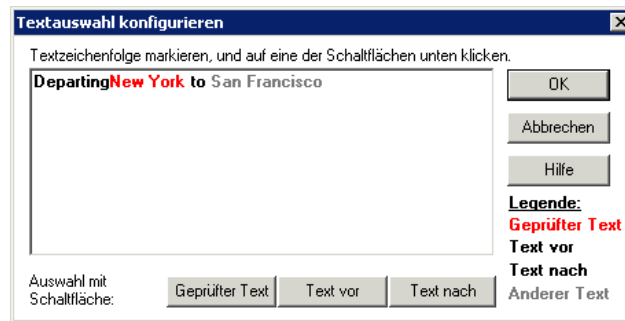 Textauswahl konfigurieren
Textzeichenfolge markieren, und auf eine der Schaltflächen unten klicken.
DepartingNew York to San Francisco
OK
Abbrechen
Hilfe
Legende:
Geprüfter Text
Text vor
Text nach
Anderer Text
Auswahl mit
Schaltfläche:
Geprüfter Text
Text vor
Text nach